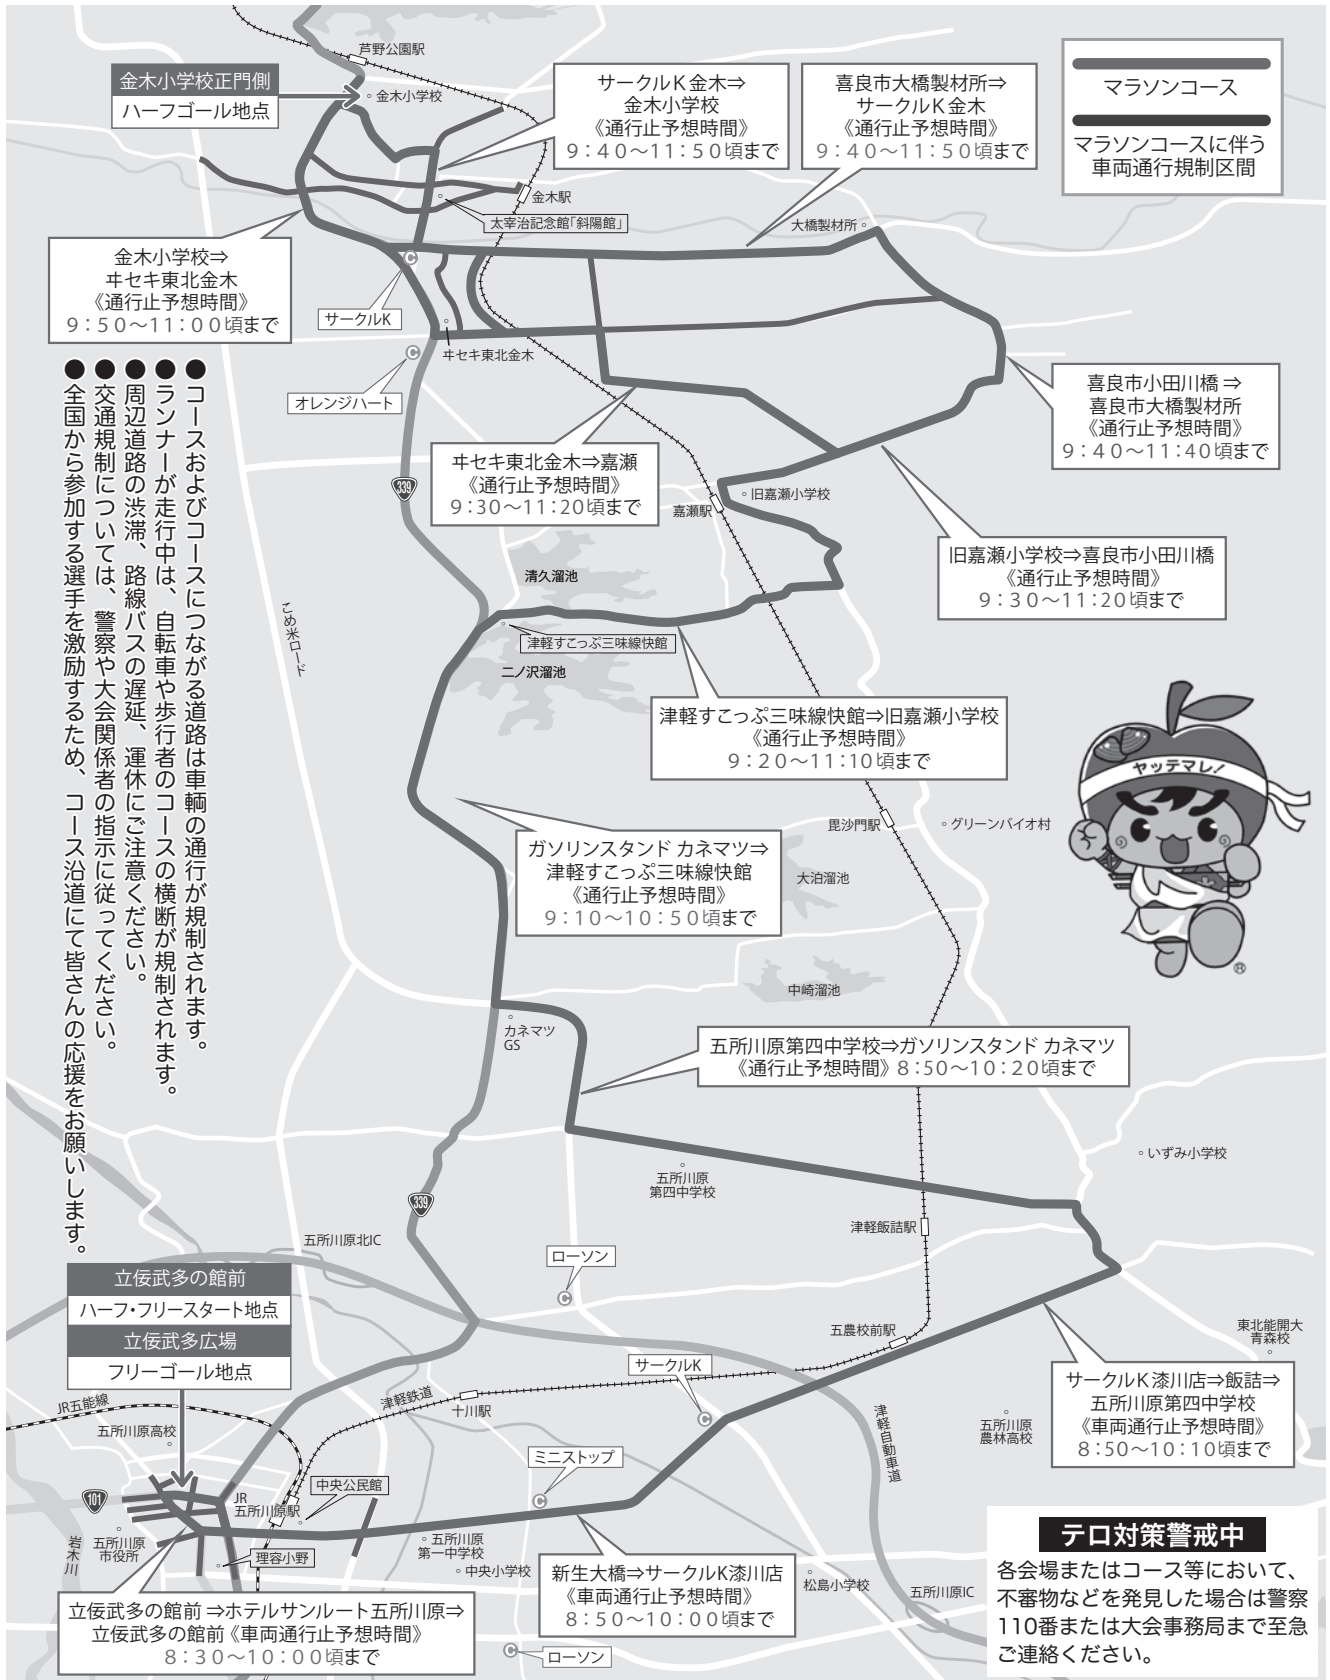 芦野公園駅
金木小学校正門側
ハーフゴール地点
金木小学校
サークルK 金木⇒
金木小学校
《通行止予想時間》
9：40～11：50頃まで
喜良市大橋製材所⇒
サークルK 金木
《通行止予想時間》
9：40～11：50頃まで
マラソンコース
マラソンコースに伴う
車両通行規制区間
金木駅
太宰治記念館「斜陽館」
大橋製材所
金木小学校⇒
ヰセキ東北金木
《通行止予想時間》
9：50～11：00頃まで
サークルK
ヰセキ東北金木
オレンジハート
喜良市小田川橋⇒
喜良市大橋製材所
《通行止予想時間》
9：40～11：40頃まで
●コースおよびコースにつながる道路は車輌の通行が規制されます。
●ランナーが走行中は、自転車や歩行者のコースの横断が規制されます。
●周辺道路の渋滞、路線バスの遅延、運休にご注意ください。
●交通規制については、警察や大会関係者の指示に従ってください。
●全国から参加する選手を激励するため、コース沿道にて皆さんの応援をお願いします。
ヰセキ東北金木⇒嘉瀬
《通行止予想時間》
9：30～11：20頃まで
339
旧嘉瀬小学校
嘉瀬駅
旧嘉瀬小学校⇒喜良市小田川橋
《通行止予想時間》
9：30～11：20頃まで
清久溜池
こめ米ロード
津軽すこっぷ三味線快館
二ノ沢溜池
津軽すこっぷ三味線快館⇒旧嘉瀬小学校
《通行止予想時間》
9：20～11：10頃まで
ヤッテマレ！
毘沙門駅
グリーンバイオ村
ガソリンスタンド カネマツ⇒
津軽すこっぷ三味線快館
《通行止予想時間》
9：10～10：50頃まで
大泊溜池
中崎溜池
カネマツ
GS
五所川原第四中学校⇒ガソリンスタンド カネマツ
《通行止予想時間》8：50～10：20頃まで
いずみ小学校
五所川原
第四中学校
339
津軽飯詰駅
五所川原北IC
ローソン
立佞武多の館前
ハーフ・フリースタート地点
立佞武多広場
フリーゴール地点
五農校前駅
東北能開大
青森校
サークルK
サークルK漆川店⇒飯詰⇒
五所川原第四中学校
《車両通行止予想時間》
8：50～10：10頃まで
JR五能線
津軽鉄道
十川駅
五所川原高校
津軽自動車道
五所川原
農林高校
ミニストップ
中央公民館
101
JR
五所川原駅
岩木川
五所川原
市役所
理容小野
五所川原
第一中学校
中央小学校
新生大橋⇒サークルK漆川店
《車両通行止予想時間》
8：50～10：00頃まで
松島小学校
五所川原IC
立佞武多の館前⇒ホテルサンルート五所川原⇒
立佞武多の館前《車両通行止予想時間》
8：30～10：00頃まで
ローソン
テロ対策警戒中
各会場またはコース等において、
不審物などを発見した場合は警察
110番または大会事務局まで至急
ご連絡ください。